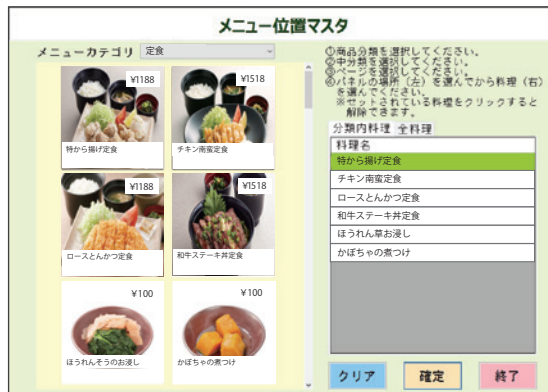 メニュー位置マスタ
メニューカテゴリ 定食
¥1188
¥1518
特から揚げ定食
チキン南蛮定食
¥1188
¥1518
ロースとんかつ定食
和牛ステーキ丼定食
¥100
¥100
ほうれんそうのお浸し
かぼちゃの煮つけ
①商品分類を選択してください。
②中分類を選択してください。
③ページを選択してください。
④パネルの場所（左）を選んでから料理（右）
を選んでください。
※セットされている料理をクリックすると
解除できます。
分類内料理 全料理
料理名
特から揚げ定食
チキン南蛮定食
ロースとんかつ定食
和牛ステーキ丼定食
ほうれん草お浸し
かぼちゃの煮つけ
クリア 確定 終了